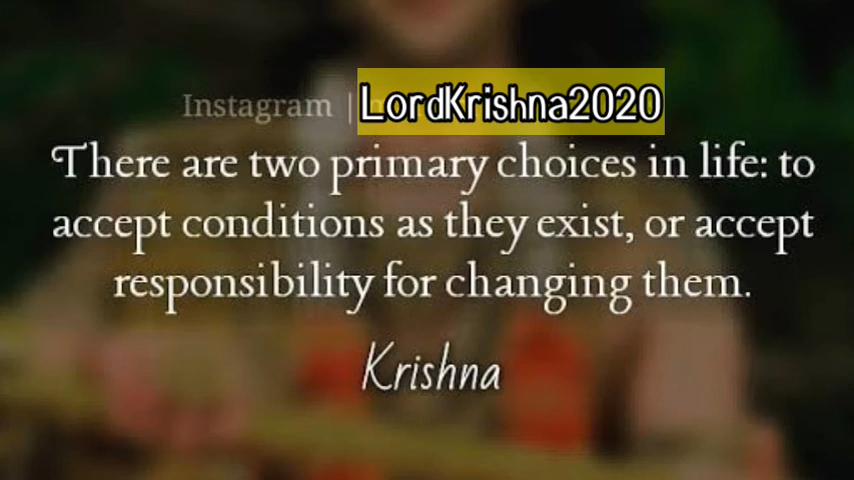 Instagram | LordKrishna2020
There are two primary choices in life: to
accept conditions as they exist, or accept
responsibility for changing them.
Krishna